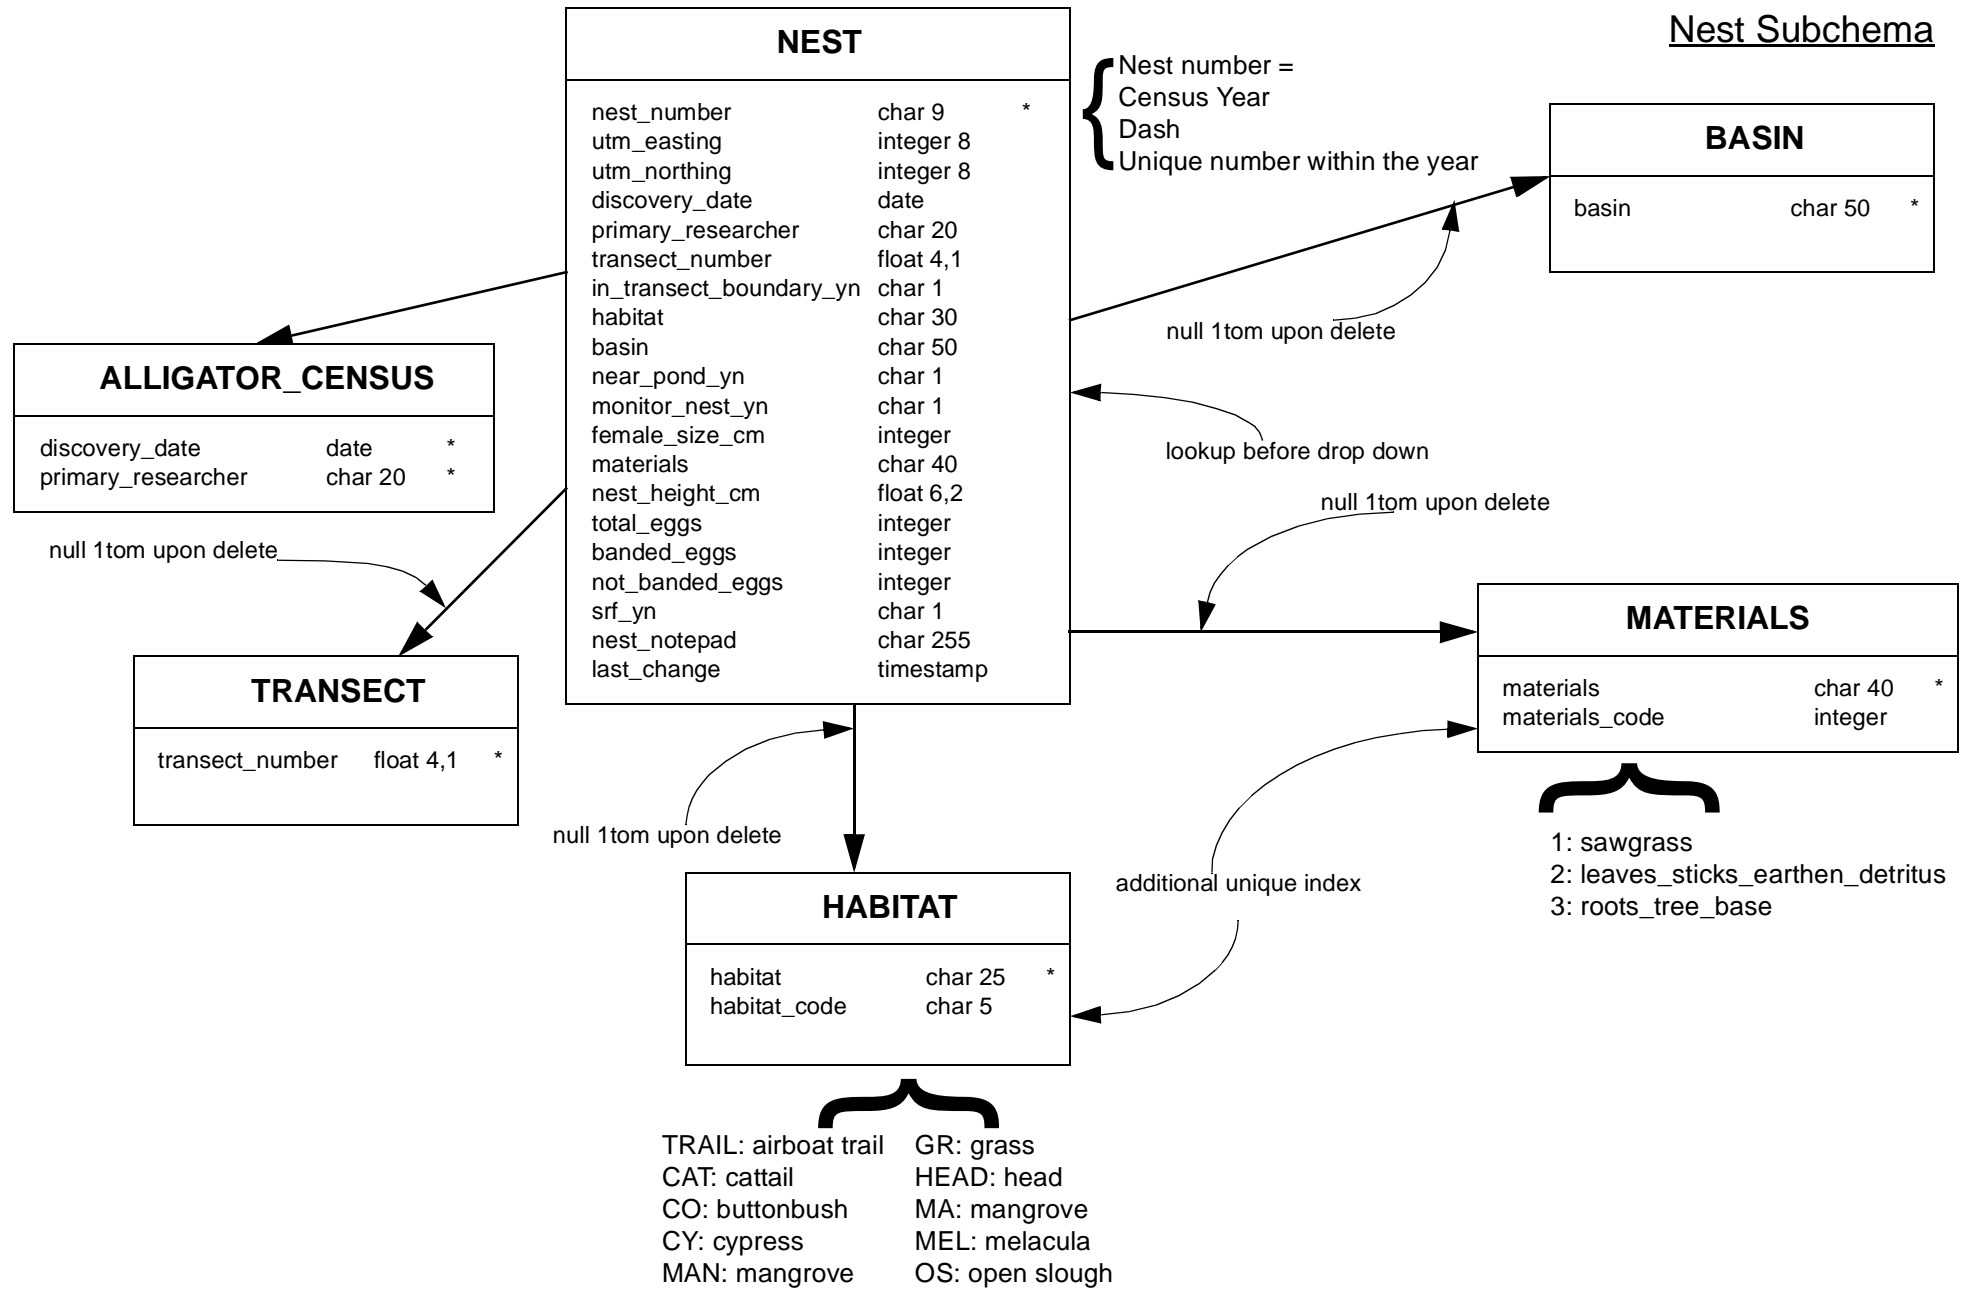 Nest Subschema
NEST
nest_number char 9 *
utm_easting integer 8
utm_northing integer 8
discovery_date date
primary_researcher char 20
transect_number float 4,1
in_transect_boundary_yn char 1
habitat char 30
basin char 50
near_pond_yn char 1
monitor_nest_yn char 1
female_size_cm integer
materials char 40
nest_height_cm float 6,2
total_eggs integer
banded_eggs integer
not_banded_eggs integer
srf_yn char 1
nest_notepad char 255
last_change timestamp
Nest number =
Census Year
Dash
Unique number within the year
BASIN
basin char 50 *
null 1tom upon delete
lookup before drop down
ALLIGATOR_CENSUS
discovery_date date *
primary_researcher char 20 *
null 1tom upon delete
TRANSECT
transect_number float 4,1 *
null 1tom upon delete
MATERIALS
materials char 40 *
materials_code integer
1: sawgrass
2: leaves_sticks_earthen_detritus
3: roots_tree_base
null 1tom upon delete
additional unique index
HABITAT
habitat char 25 *
habitat_code char 5
TRAIL: airboat trail GR: grass
CAT: cattail HEAD: head
CO: buttonbush MA: mangrove
CY: cypress MEL: melacula
MAN: mangrove OS: open slough